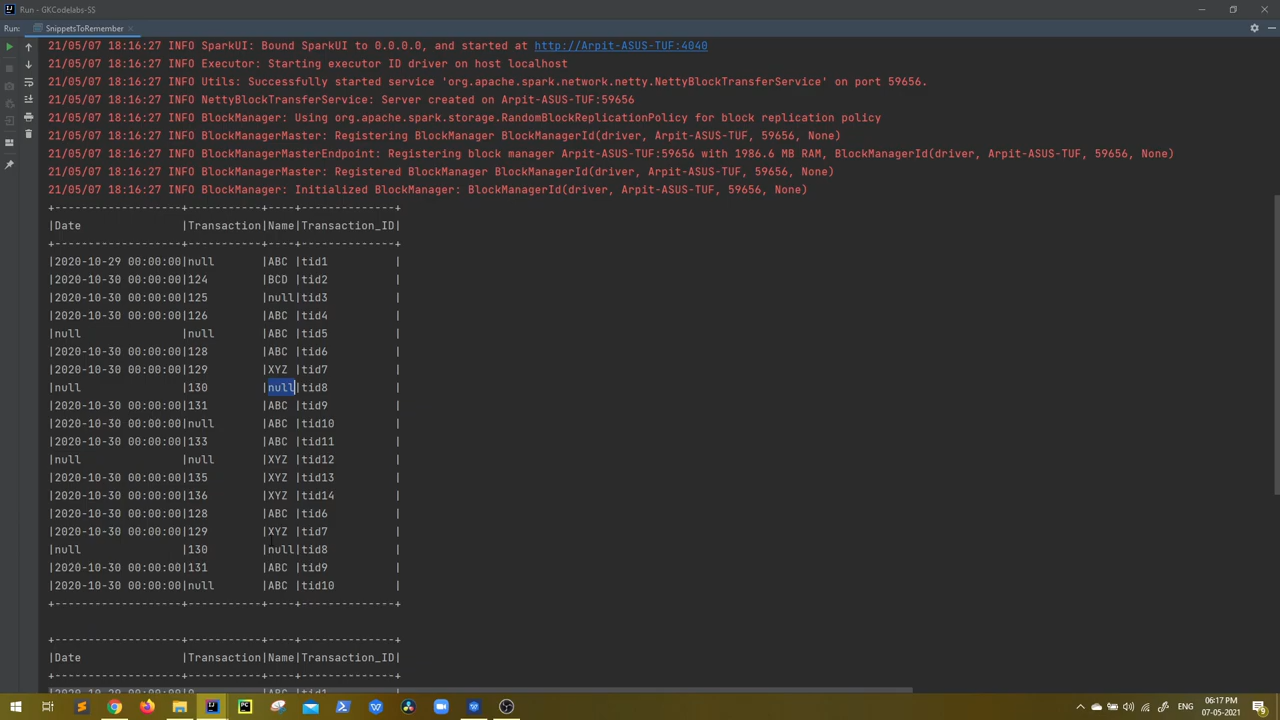 Run - GKCodelabs-SS
Run: SnippetsToRemember
21/05/07 18:16:27 INFO SparkUI: Bound SparkUI to 0.0.0.0, and started at http://Arpit-ASUS-TUF:4040
21/05/07 18:16:27 INFO Executor: Starting executor ID driver on host localhost
21/05/07 18:16:27 INFO Utils: Successfully started service 'org.apache.spark.network.netty.NettyBlockTransferService' on port 59656.
21/05/07 18:16:27 INFO NettyBlockTransferService: Server created on Arpit-ASUS-TUF:59656
21/05/07 18:16:27 INFO BlockManager: Using org.apache.spark.storage.RandomBlockReplicationPolicy for block replication policy
21/05/07 18:16:27 INFO BlockManagerMaster: Registering BlockManager BlockManagerId(driver, Arpit-ASUS-TUF, 59656, None)
21/05/07 18:16:27 INFO BlockManagerMasterEndpoint: Registering block manager Arpit-ASUS-TUF:59656 with 1986.6 MB RAM, BlockManagerId(driver, Arpit-ASUS-TUF, 59656, None)
21/05/07 18:16:27 INFO BlockManagerMaster: Registered BlockManager BlockManagerId(driver, Arpit-ASUS-TUF, 59656, None)
21/05/07 18:16:27 INFO BlockManager: Initialized BlockManager: BlockManagerId(driver, Arpit-ASUS-TUF, 59656, None)
+-------------------+-----------+----+--------------+
|Date               |Transaction|Name|Transaction_ID|
+-------------------+-----------+----+--------------+
|2020-10-29 00:00:00|null       |ABC |tid1          |
|2020-10-30 00:00:00|124        |BCD |tid2          |
|2020-10-30 00:00:00|125        |null|tid3          |
|2020-10-30 00:00:00|126        |ABC |tid4          |
|null               |null       |ABC |tid5          |
|2020-10-30 00:00:00|128        |ABC |tid6          |
|2020-10-30 00:00:00|129        |XYZ |tid7          |
|null               |130        |null|tid8          |
|2020-10-30 00:00:00|131        |ABC |tid9          |
|2020-10-30 00:00:00|null       |ABC |tid10         |
|2020-10-30 00:00:00|133        |ABC |tid11         |
|null               |null       |XYZ |tid12         |
|2020-10-30 00:00:00|135        |XYZ |tid13         |
|2020-10-30 00:00:00|136        |XYZ |tid14         |
|2020-10-30 00:00:00|128        |ABC |tid6          |
|2020-10-30 00:00:00|129        |XYZ |tid7          |
|null               |130        |null|tid8          |
|2020-10-30 00:00:00|131        |ABC |tid9          |
|2020-10-30 00:00:00|null       |ABC |tid10         |
+-------------------+-----------+----+--------------+
+-------------------+-----------+----+--------------+
|Date               |Transaction|Name|Transaction_ID|
+-------------------+-----------+----+--------------+
|2020-10-29 00:00:00|0          |ABC |tid1          |
ENG 06:17 PM
07-05-2021